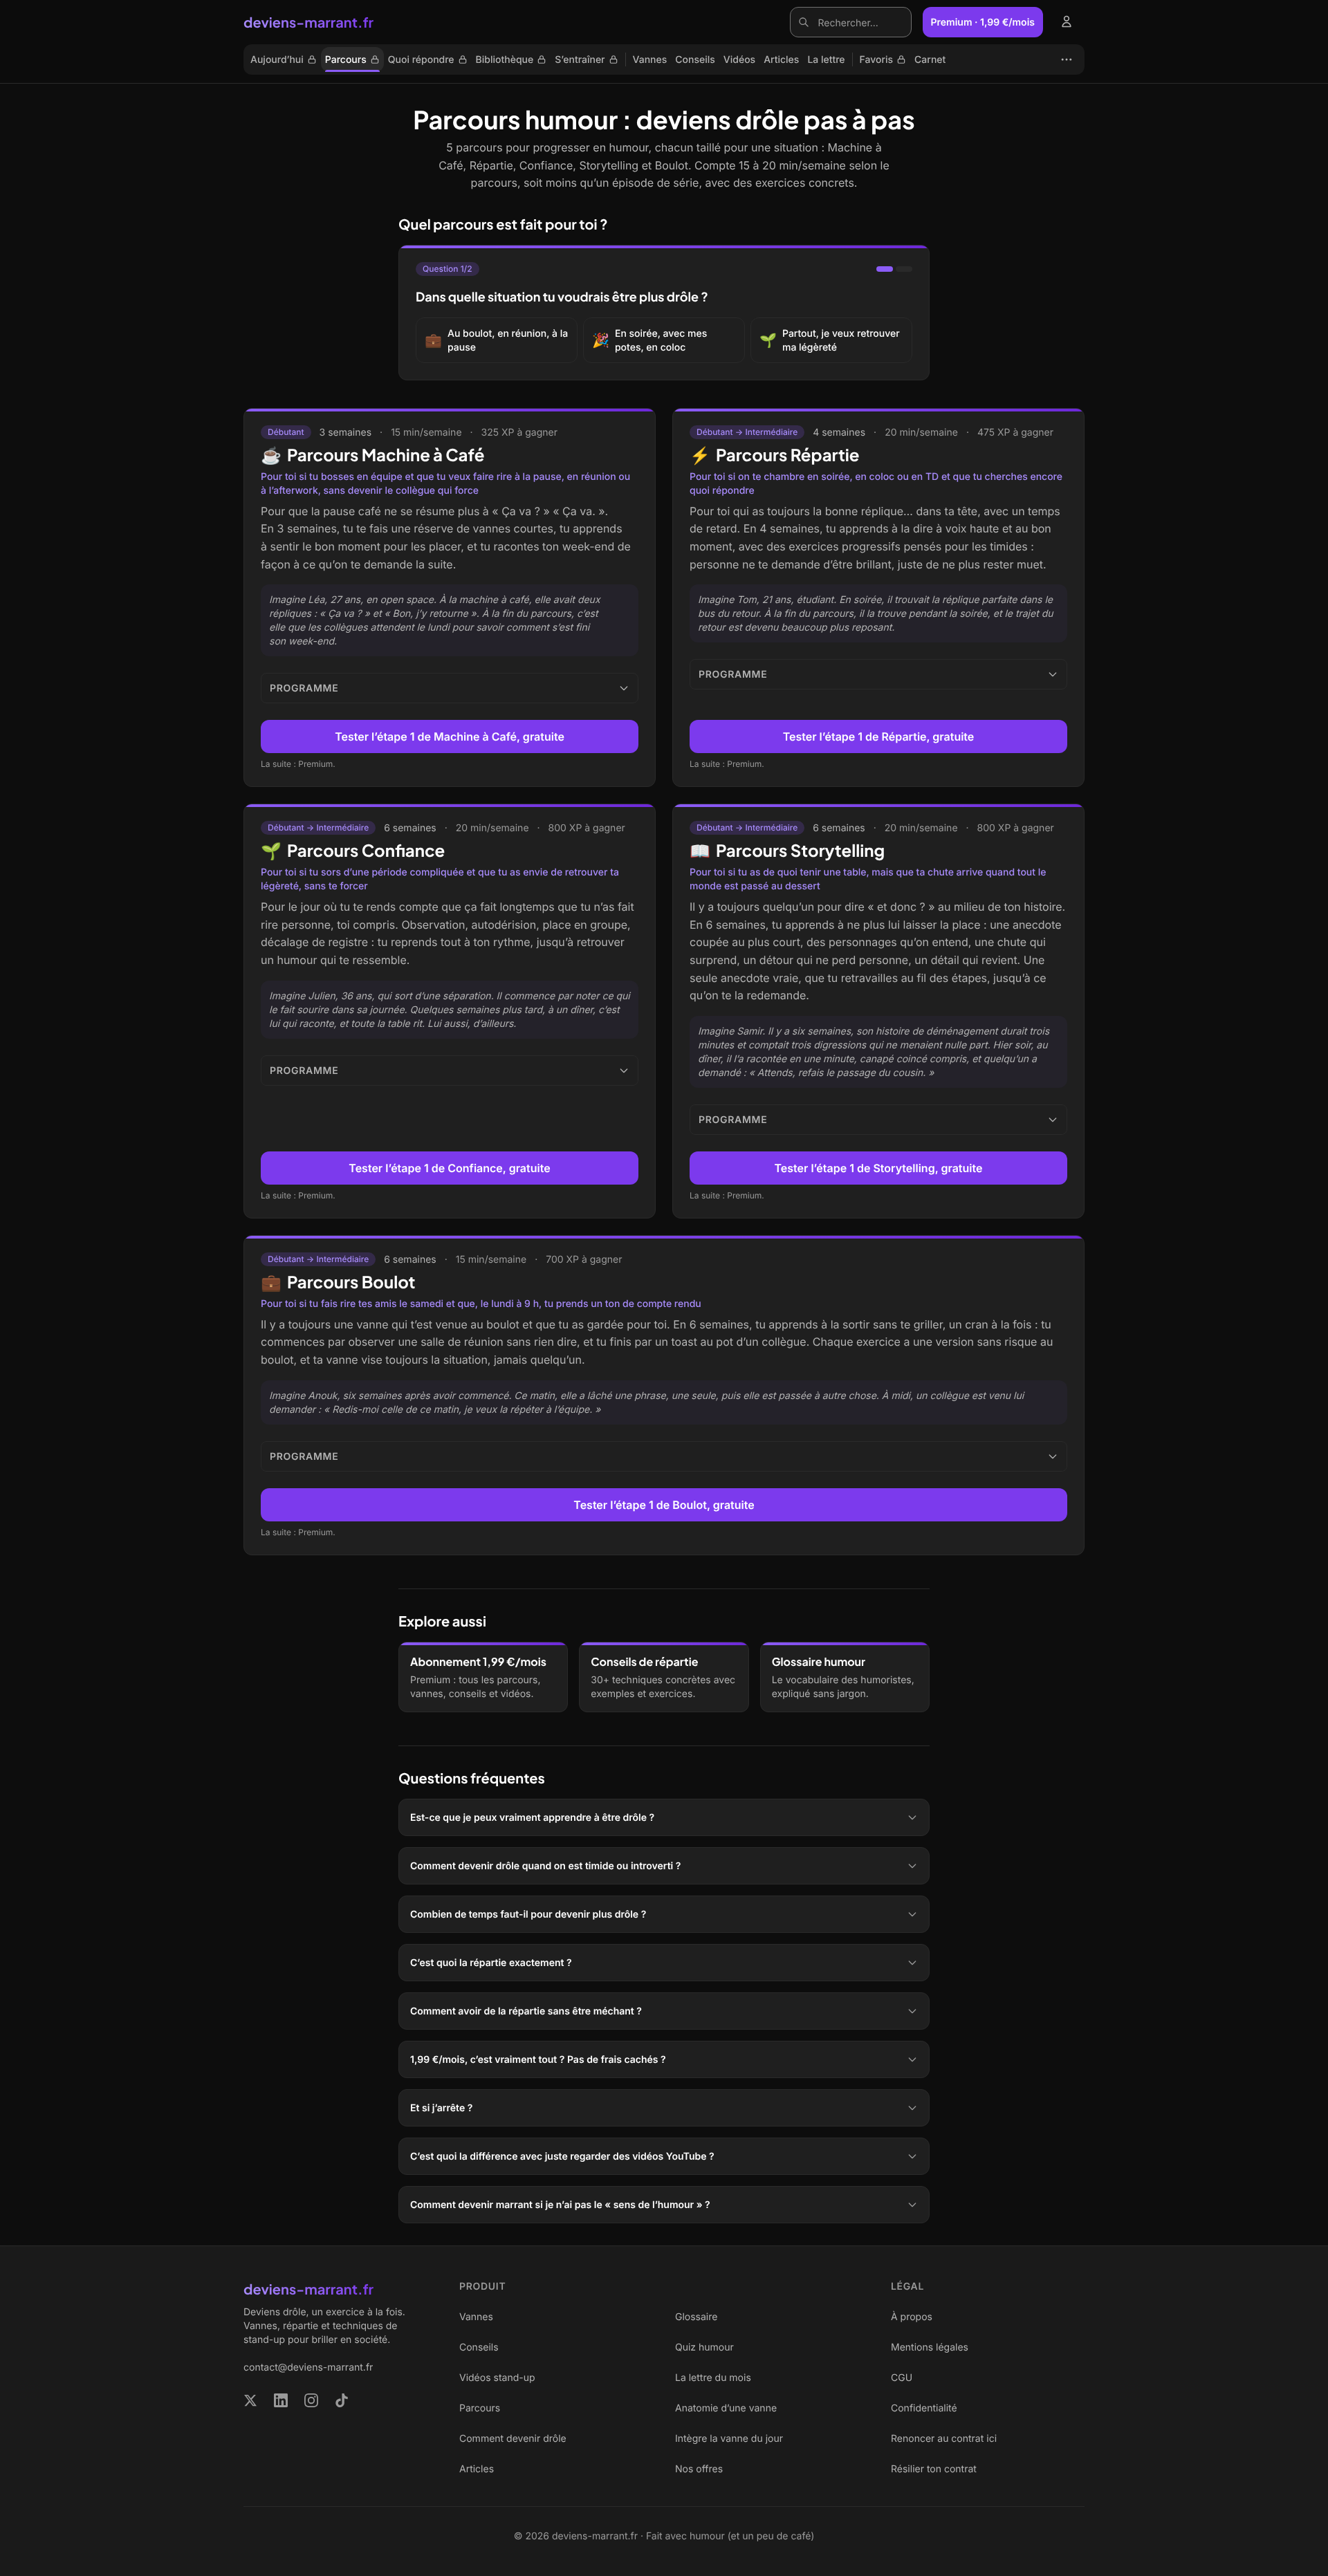 deviens-marrant.fr
Rechercher...
Premium · 1,99 €/mois
Aujourd’hui
Parcours
Quoi répondre
Bibliothèque
S’entraîner
Vannes
Conseils
Vidéos
Articles
La lettre
Favoris
Carnet
Parcours humour : deviens drôle pas à pas
5 parcours pour progresser en humour, chacun taillé pour une situation : Machine à
Café, Répartie, Confiance, Storytelling et Boulot. Compte 15 à 20 min/semaine selon le
parcours, soit moins qu’un épisode de série, avec des exercices concrets.
Quel parcours est fait pour toi ?
Question 1/2
Dans quelle situation tu voudrais être plus drôle ?
Au boulot, en réunion, à la
pause
En soirée, avec mes
potes, en coloc
Partout, je veux retrouver
ma légèreté
Débutant 3 semaines · 15 min/semaine · 325 XP à gagner
Parcours Machine à Café
Pour toi si tu bosses en équipe et que tu veux faire rire à la pause, en réunion ou
à l’afterwork, sans devenir le collègue qui force
Pour que la pause café ne se résume plus à « Ça va ? » « Ça va. ».
En 3 semaines, tu te fais une réserve de vannes courtes, tu apprends
à sentir le bon moment pour les placer, et tu racontes ton week-end de
façon à ce qu’on te demande la suite.
Imagine Léa, 27 ans, en open space. À la machine à café, elle avait deux
répliques : « Ça va ? » et « Bon, j’y retourne ». À la fin du parcours, c’est
elle que les collègues attendent le lundi pour savoir comment s’est fini
son week-end.
PROGRAMME
Tester l’étape 1 de Machine à Café, gratuite
La suite : Premium.
Débutant → Intermédiaire 4 semaines · 20 min/semaine · 475 XP à gagner
Parcours Répartie
Pour toi si on te chambre en soirée, en coloc ou en TD et que tu cherches encore
quoi répondre
Pour toi qui as toujours la bonne réplique… dans ta tête, avec un temps
de retard. En 4 semaines, tu apprends à la dire à voix haute et au bon
moment, avec des exercices progressifs pensés pour les timides :
personne ne te demande d’être brillant, juste de ne plus rester muet.
Imagine Tom, 21 ans, étudiant. En soirée, il trouvait la réplique parfaite dans le
bus du retour. À la fin du parcours, il la trouve pendant la soirée, et le trajet du
retour est devenu beaucoup plus reposant.
PROGRAMME
Tester l’étape 1 de Répartie, gratuite
La suite : Premium.
Débutant → Intermédiaire 6 semaines · 20 min/semaine · 800 XP à gagner
Parcours Confiance
Pour toi si tu sors d’une période compliquée et que tu as envie de retrouver ta
légèreté, sans te forcer
Pour le jour où tu te rends compte que ça fait longtemps que tu n’as fait
rire personne, toi compris. Observation, autodérision, place en groupe,
décalage de registre : tu reprends tout à ton rythme, jusqu’à retrouver
un humour qui te ressemble.
Imagine Julien, 36 ans, qui sort d’une séparation. Il commence par noter ce qui
le fait sourire dans sa journée. Quelques semaines plus tard, à un dîner, c’est
lui qui raconte, et toute la table rit. Lui aussi, d’ailleurs.
PROGRAMME
Tester l’étape 1 de Confiance, gratuite
La suite : Premium.
Débutant → Intermédiaire 6 semaines · 20 min/semaine · 800 XP à gagner
Parcours Storytelling
Pour toi si tu as de quoi tenir une table, mais que ta chute arrive quand tout le
monde est passé au dessert
Il y a toujours quelqu’un pour dire « et donc ? » au milieu de ton histoire.
En 6 semaines, tu apprends à ne plus lui laisser la place : une anecdote
coupée au plus court, des personnages qu’on entend, une chute qui
surprend, un détour qui ne perd personne, un détail qui revient. Une
seule anecdote vraie, que tu retravailles au fil des étapes, jusqu’à ce
qu’on te la redemande.
Imagine Samir. Il y a six semaines, son histoire de déménagement durait trois
minutes et comptait trois digressions qui ne menaient nulle part. Hier soir, au
dîner, il l’a racontée en une minute, canapé coincé compris, et quelqu’un a
demandé : « Attends, refais le passage du cousin. »
PROGRAMME
Tester l’étape 1 de Storytelling, gratuite
La suite : Premium.
Débutant → Intermédiaire 6 semaines · 15 min/semaine · 700 XP à gagner
Parcours Boulot
Pour toi si tu fais rire tes amis le samedi et que, le lundi à 9 h, tu prends un ton de compte rendu
Il y a toujours une vanne qui t’est venue au boulot et que tu as gardée pour toi. En 6 semaines, tu apprends à la sortir sans te griller, un cran à la fois : tu
commences par observer une salle de réunion sans rien dire, et tu finis par un toast au pot d’un collègue. Chaque exercice a une version sans risque au
boulot, et ta vanne vise toujours la situation, jamais quelqu’un.
Imagine Anouk, six semaines après avoir commencé. Ce matin, elle a lâché une phrase, une seule, puis elle est passée à autre chose. À midi, un collègue est venu lui
demander : « Redis-moi celle de ce matin, je veux la répéter à l’équipe. »
PROGRAMME
Tester l’étape 1 de Boulot, gratuite
La suite : Premium.
Explore aussi
Abonnement 1,99 €/mois
Premium : tous les parcours,
vannes, conseils et vidéos.
Conseils de répartie
30+ techniques concrètes avec
exemples et exercices.
Glossaire humour
Le vocabulaire des humoristes,
expliqué sans jargon.
Questions fréquentes
Est-ce que je peux vraiment apprendre à être drôle ?
Comment devenir drôle quand on est timide ou introverti ?
Combien de temps faut-il pour devenir plus drôle ?
C’est quoi la répartie exactement ?
Comment avoir de la répartie sans être méchant ?
1,99 €/mois, c’est vraiment tout ? Pas de frais cachés ?
Et si j’arrête ?
C’est quoi la différence avec juste regarder des vidéos YouTube ?
Comment devenir marrant si je n’ai pas le « sens de l’humour » ?
deviens-marrant.fr
Deviens drôle, un exercice à la fois.
Vannes, répartie et techniques de
stand-up pour briller en société.
contact@deviens-marrant.fr
PRODUIT
Vannes
Conseils
Vidéos stand-up
Parcours
Comment devenir drôle
Articles
Glossaire
Quiz humour
La lettre du mois
Anatomie d’une vanne
Intègre la vanne du jour
Nos offres
LÉGAL
À propos
Mentions légales
CGU
Confidentialité
Renoncer au contrat ici
Résilier ton contrat
© 2026 deviens-marrant.fr · Fait avec humour (et un peu de café)